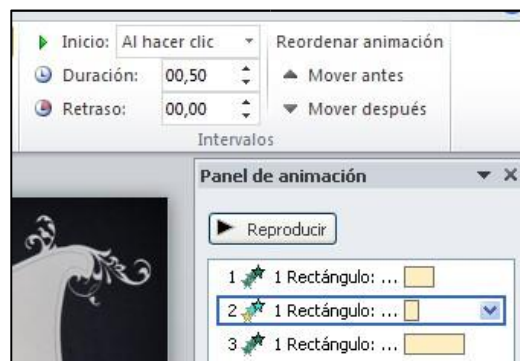 Inicio: Al hacer clic
Reordenar animación
Duración: 00,50
Mover antes
Retraso: 00,00
Mover después
Intervalos
Panel de animación
Reproducir
1 1 Rectángulo: ...
2 1 Rectángulo: ...
3 1 Rectángulo: ...